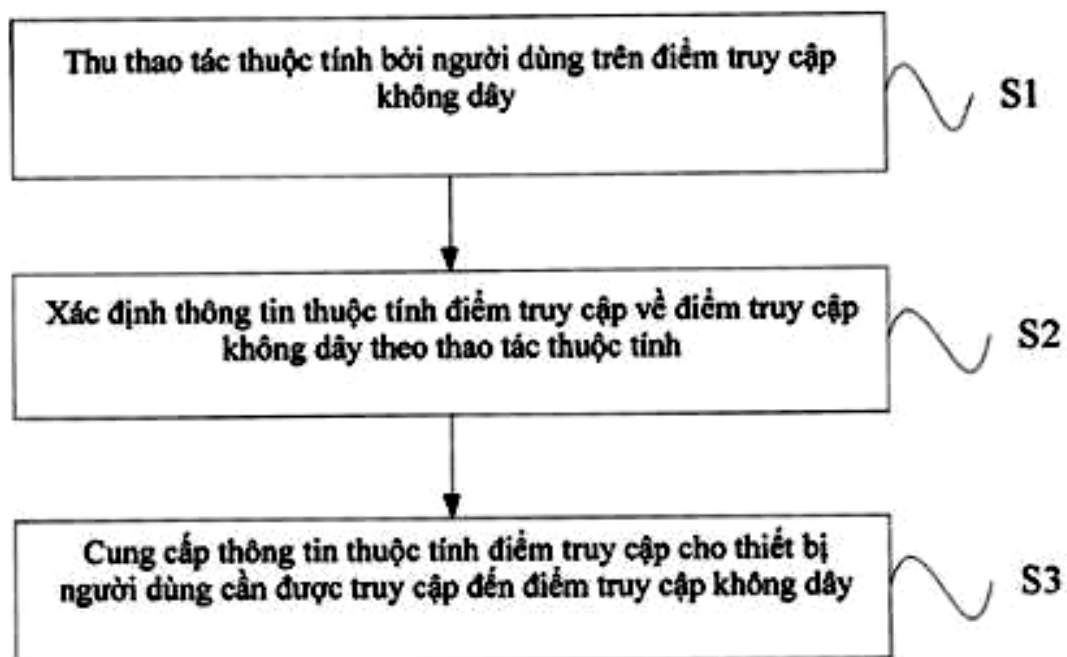 Thu thao tác thuộc tính bởi người dùng trên điểm truy cập
không dây
S1
Xác định thông tin thuộc tính điểm truy cập về điểm truy cập
không dây theo thao tác thuộc tính
S2
Cung cấp thông tin thuộc tính điểm truy cập cho thiết bị
người dùng cần được truy cập đến điểm truy cập không dây
S3